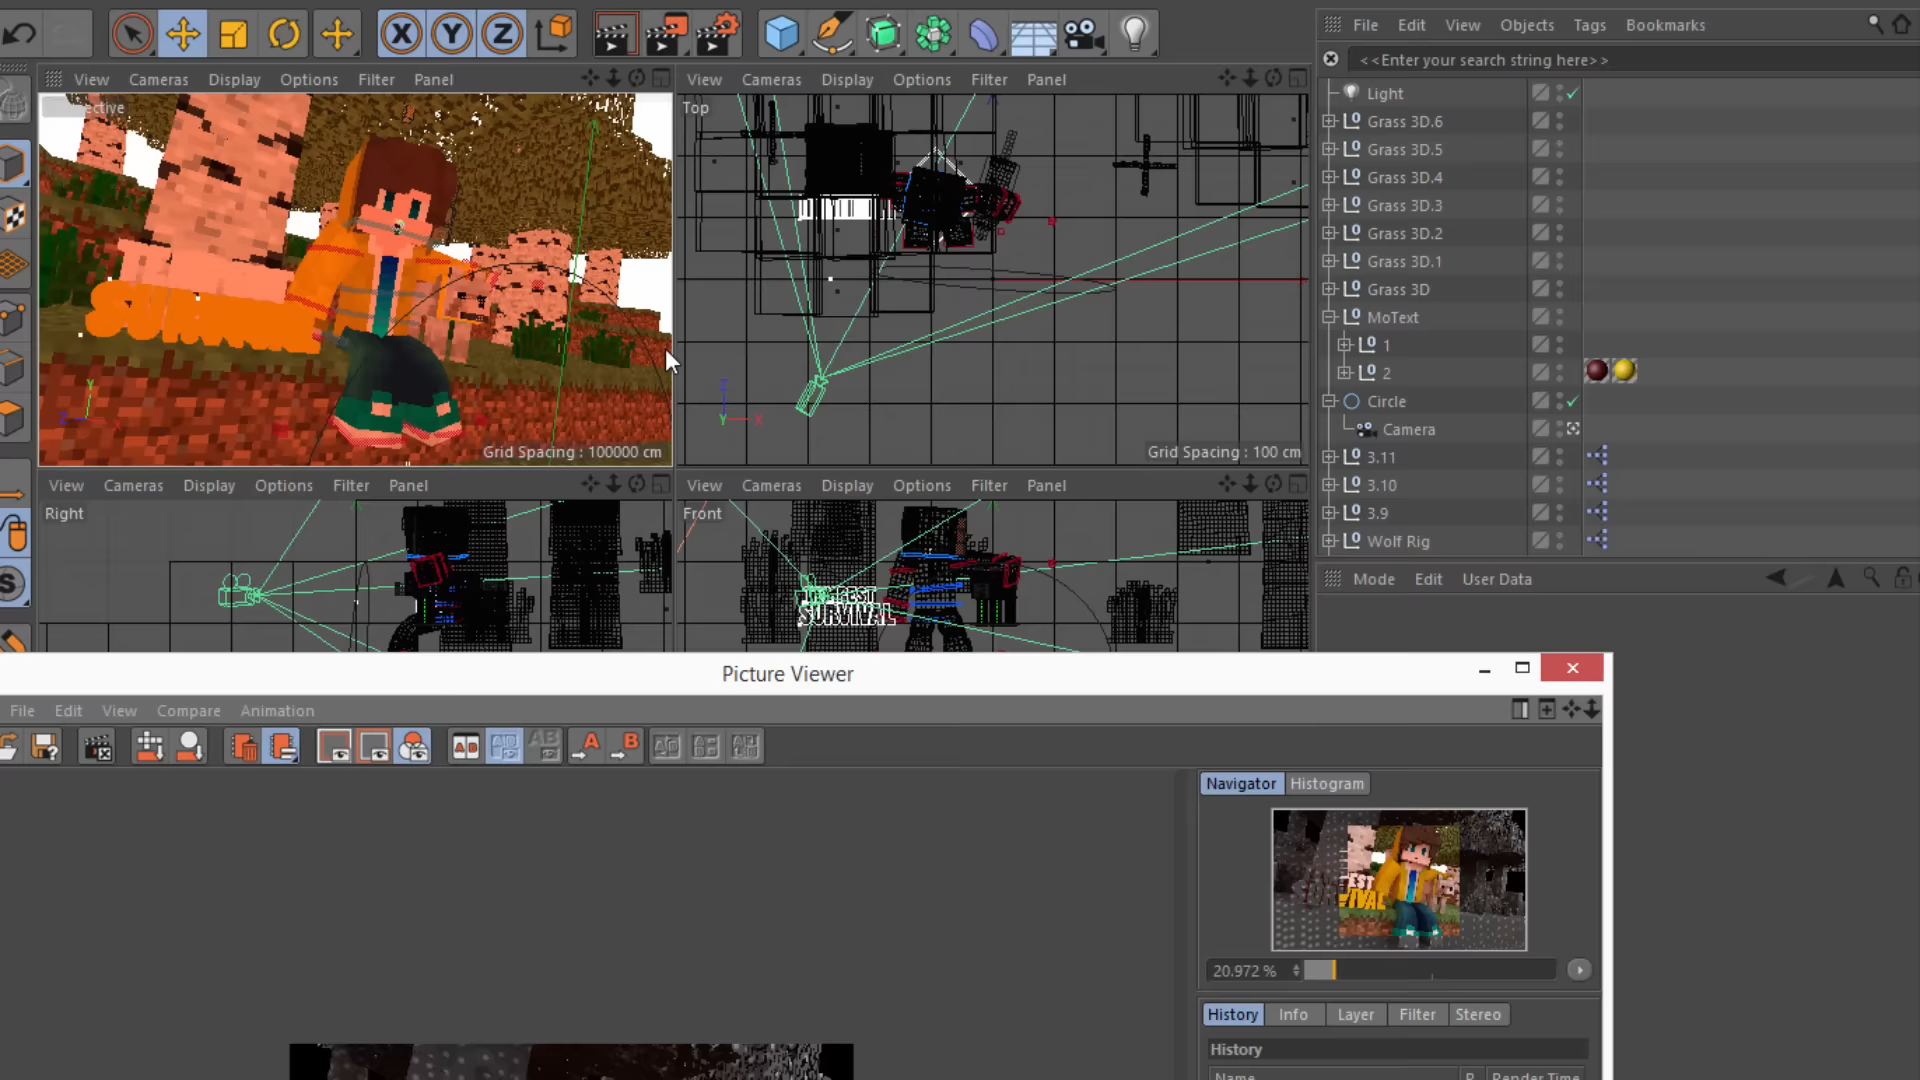 File Edit View Objects Tags Bookmarks
<<Enter your search string here>>
View Cameras Display Options Filter Panel
View Cameras Display Options Filter Panel
ective
Top
X Y Z
SURVIVAL
Grid Spacing : 100000 cm
Grid Spacing : 100 cm
Light
Grass 3D.6
Grass 3D.5
Grass 3D.4
Grass 3D.3
Grass 3D.2
Grass 3D.1
Grass 3D
MoText
1
2
Circle
Camera
3.11
3.10
3.9
Wolf Rig
View Cameras Display Options Filter Panel
View Cameras Display Options Filter Panel
Right
Front
SURVIVAL
Mode Edit User Data
Picture Viewer
File Edit View Compare Animation
Navigator Histogram
20.972 %
History Info Layer Filter Stereo
History
Name R Render Time